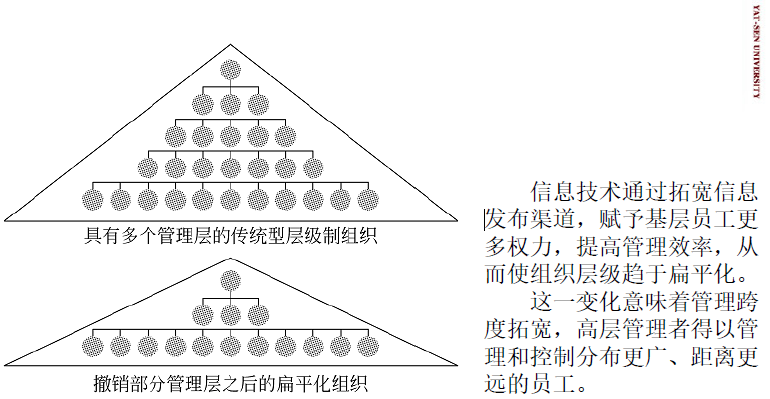 YAT-SEN UNIVERSITY
具有多个管理层的传统型层级制组织
撤销部分管理层之后的扁平化组织
信息技术通过拓宽信息
发布渠道，赋予基层员工更
多权力，提高管理效率，从
而使组织层级趋于扁平化。
这一变化意味着管理跨
度拓宽，高层管理者得以管
理和控制分布更广、距离更
远的员工。